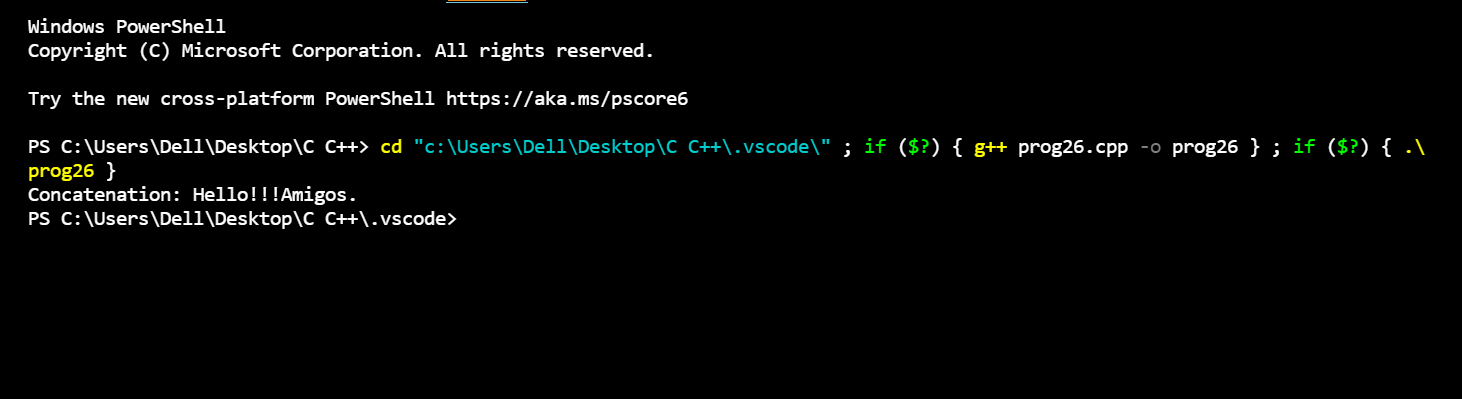 Windows PowerShell
Copyright (C) Microsoft Corporation. All rights reserved.
Try the new cross-platform PowerShell https://aka.ms/pscore6
PS C:\Users\Dell\Desktop\C C++> cd "c:\Users\Dell\Desktop\C C++\.vscode\" ; if ($?) { g++ prog26.cpp -o prog26 } ; if ($?) { .\
prog26 }
Concatenation: Hello!!!Amigos.
PS C:\Users\Dell\Desktop\C C++\.vscode>